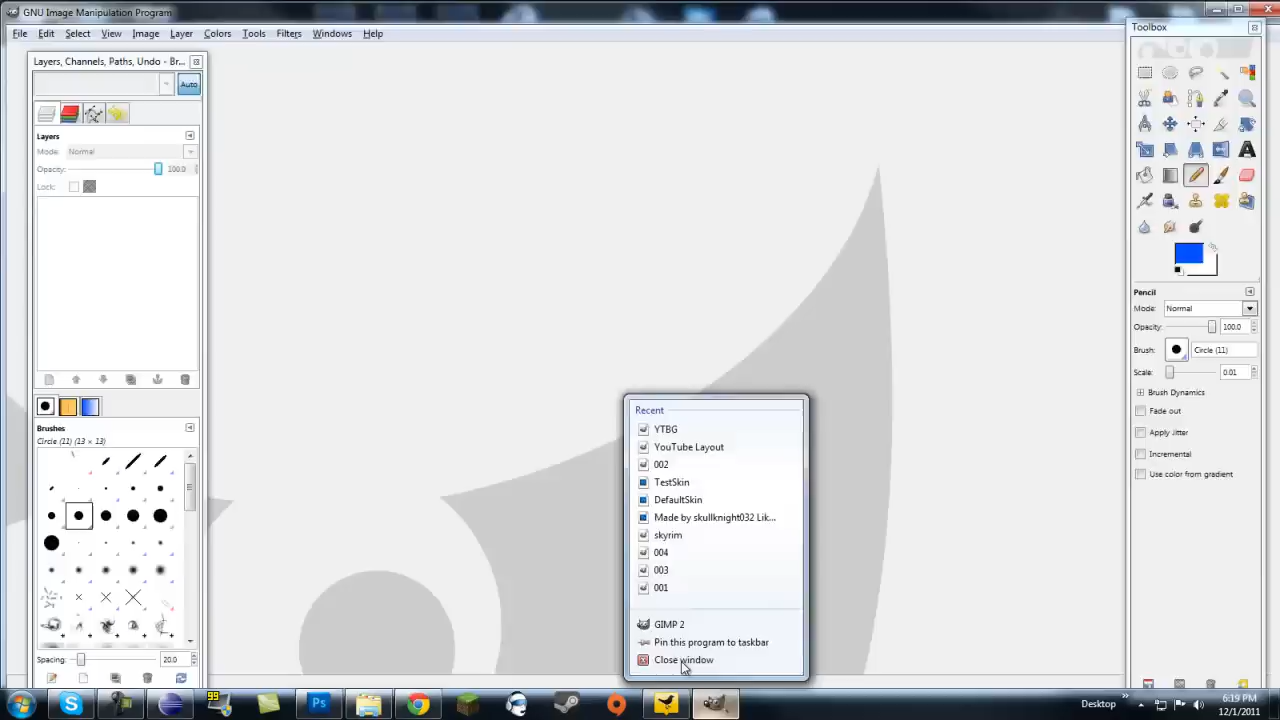 GNU Image Manipulation Program
File Edit Select View Image Layer Colors Tools Filters Windows Help
Layers, Channels, Paths, Undo - Br...
Auto
Layers
Mode: Normal
Opacity: 100.0
Lock:
Brushes
Circle (11) (13 × 13)
Spacing: 20.0
Recent
YTBG
YouTube Layout
002
TestSkin
DefaultSkin
Made by skullknight032 Lik...
skyrim
004
003
001
GIMP 2
Pin this program to taskbar
Close window
Toolbox
Pencil
Mode: Normal
Opacity: 100.0
Brush: Circle (11)
Scale: 0.01
Brush Dynamics
Fade out
Apply Jitter
Incremental
Use color from gradient
99
Ps
Desktop
6:19 PM
12/1/2011